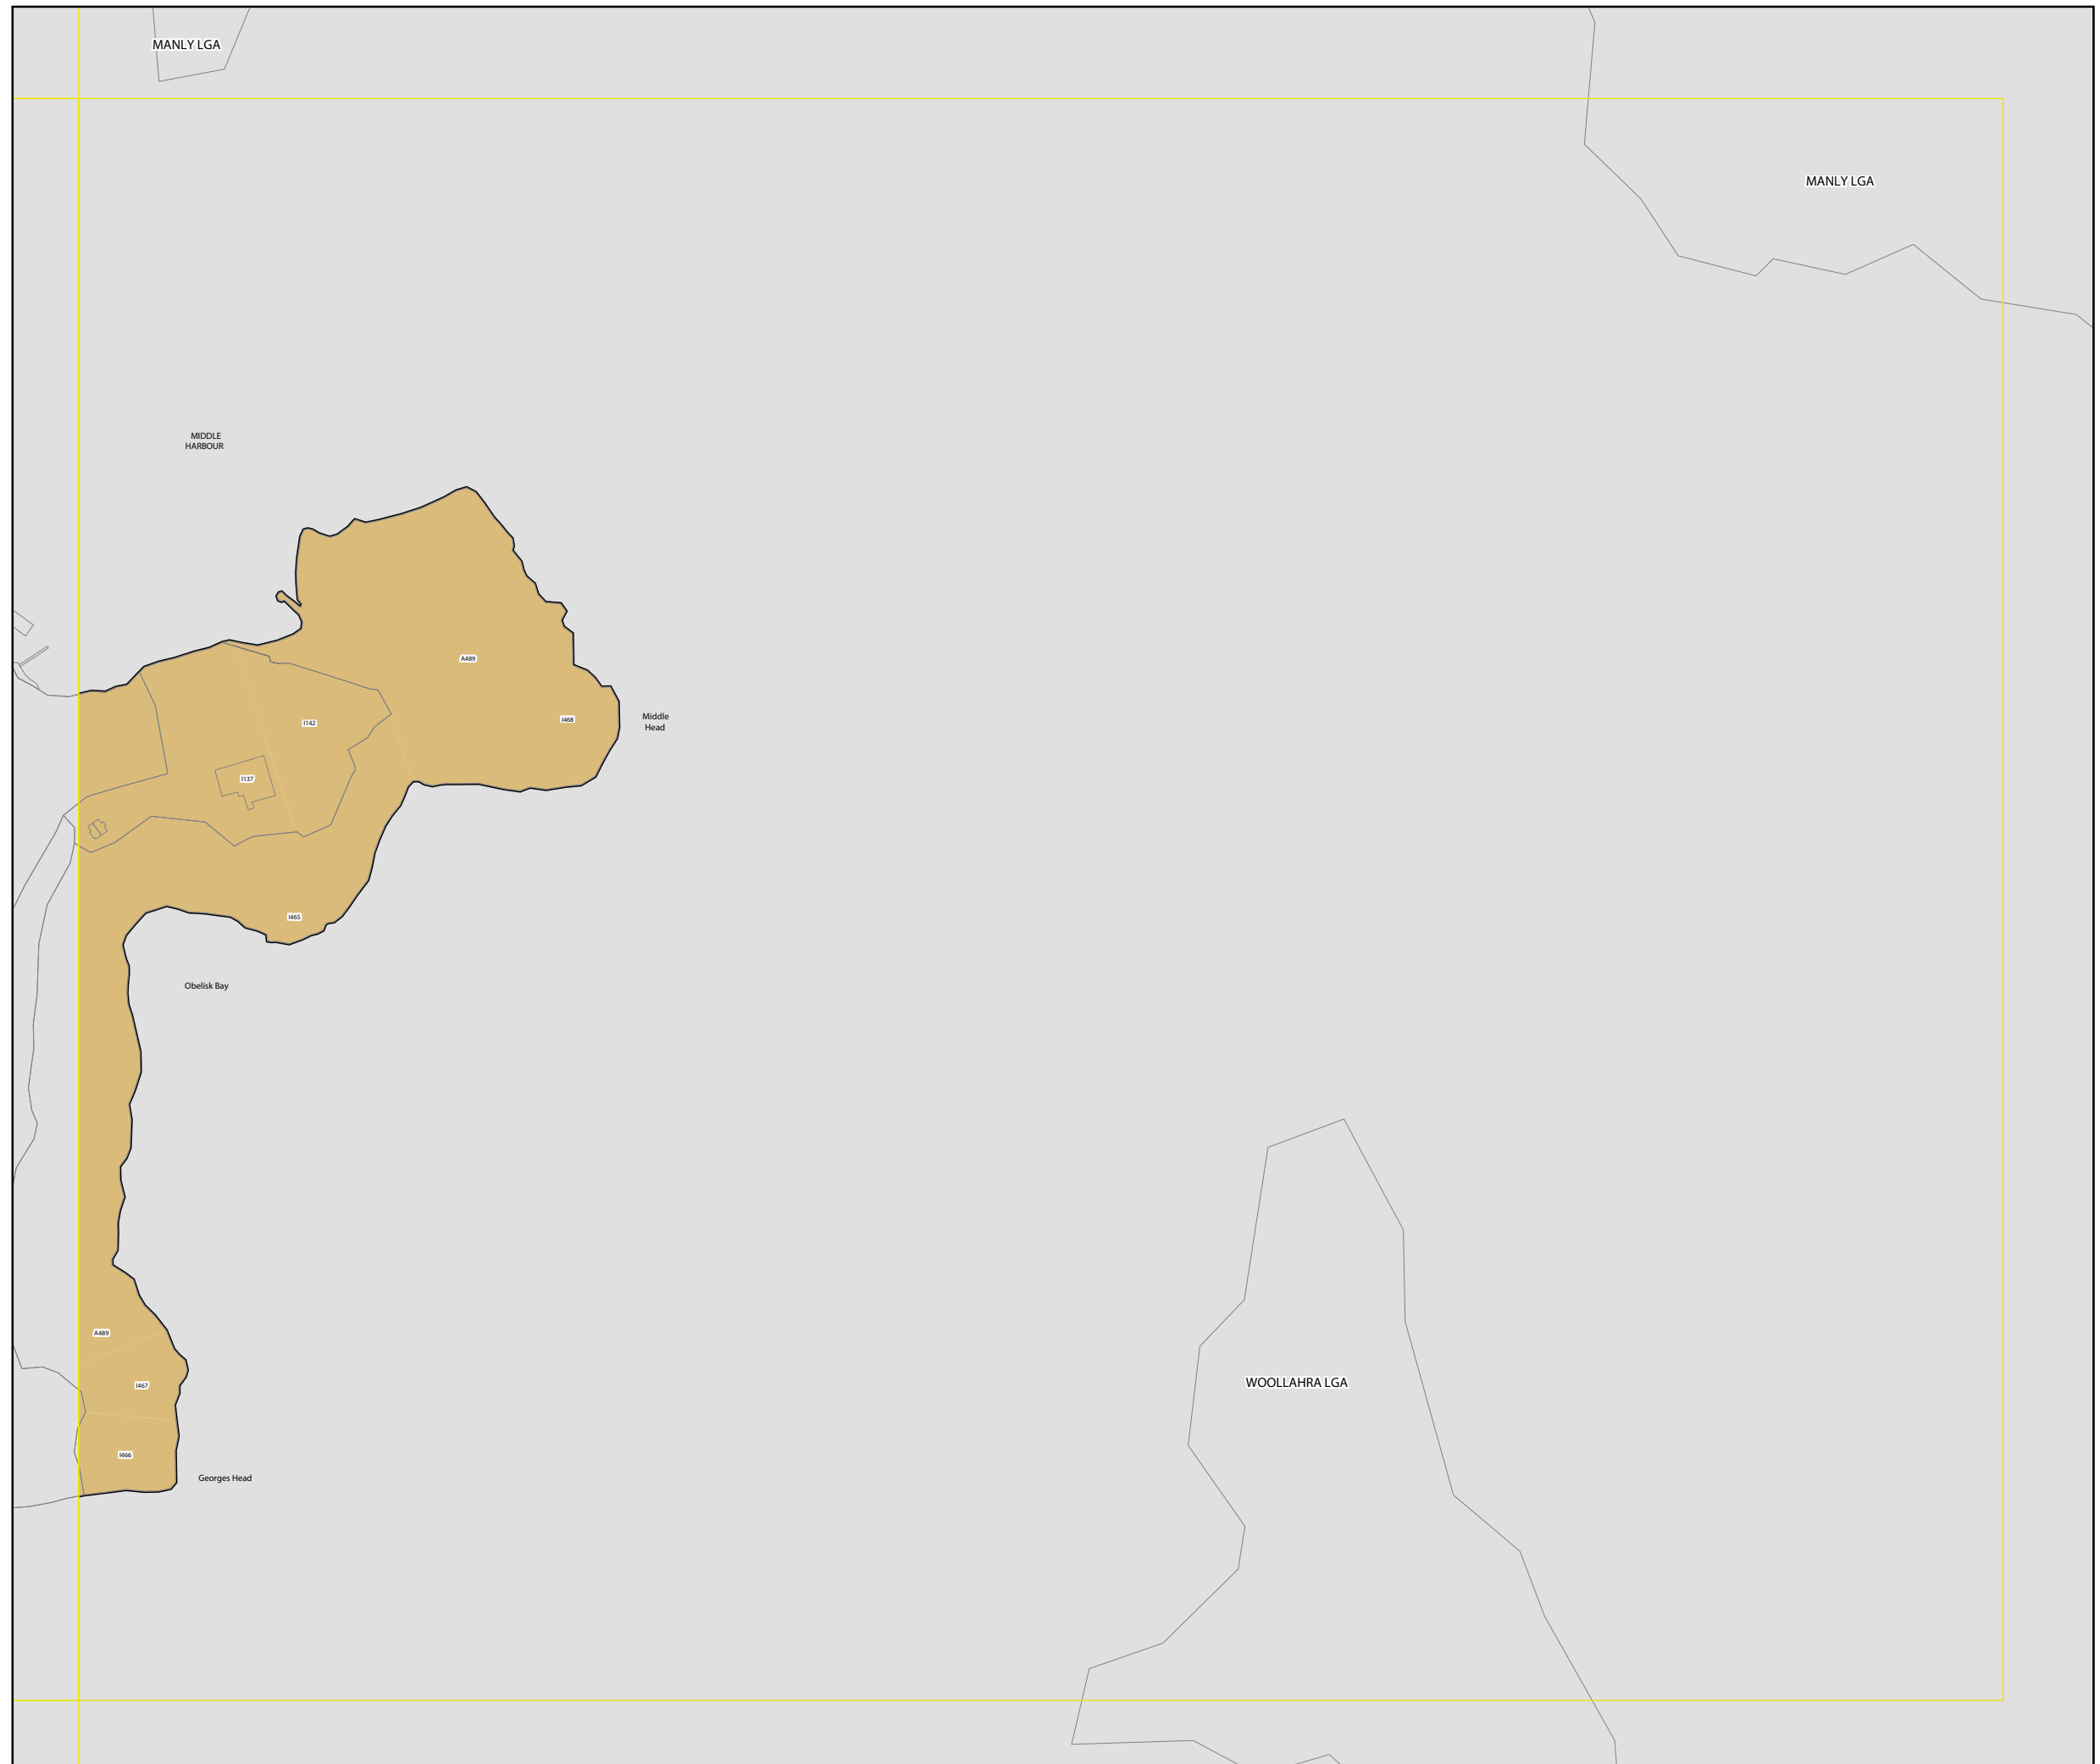 MANLY LGA
MANLY LGA
MIDDLE
HARBOUR
A489
I142
I468
Middle
Head
I137
I465
Obelisk Bay
A489
I467
WOOLLAHRA LGA
I466
Georges Head